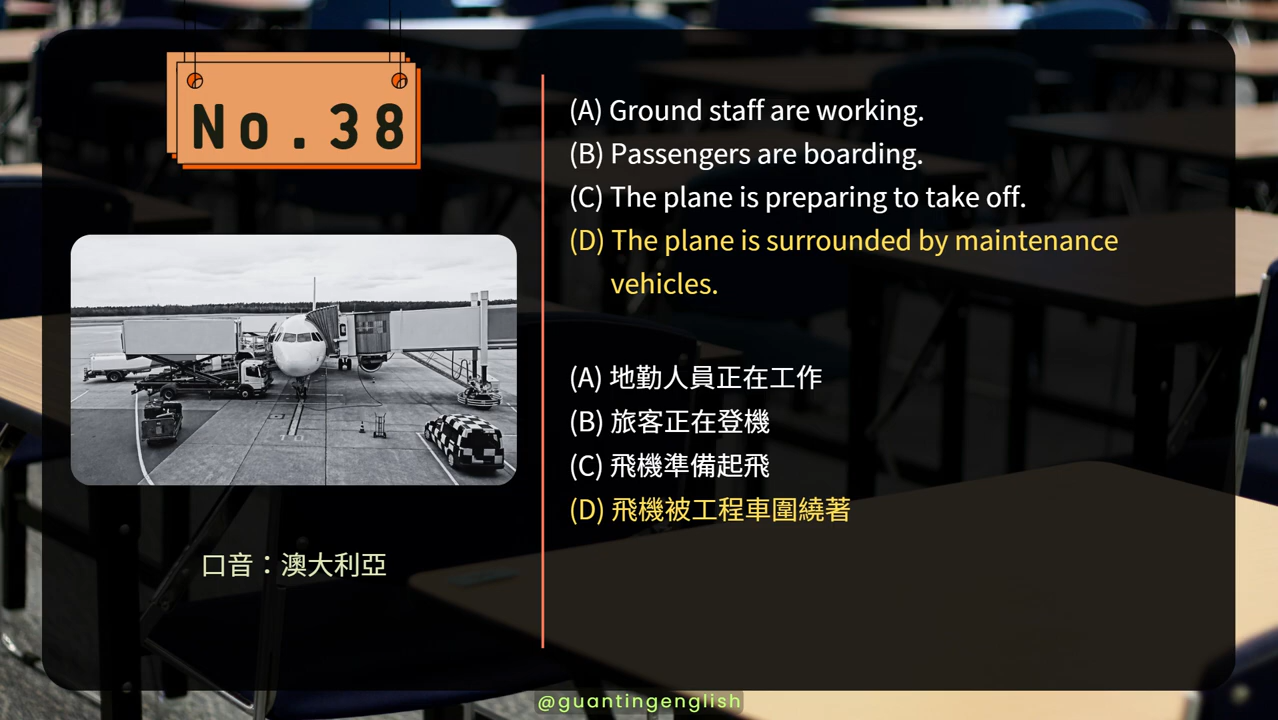 No.38
(A) Ground staff are working.
(B) Passengers are boarding.
(C) The plane is preparing to take off.
(D) The plane is surrounded by maintenance
vehicles.
(A) 地勤人員正在工作
(B) 旅客正在登機
(C) 飛機準備起飛
(D) 飛機被工程車圍繞著
口音：澳大利亞
@guantingenglish